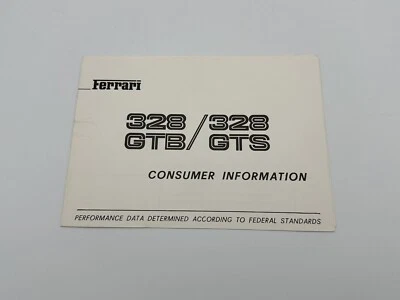 Ferrari
328 / 328
GTB / GTS
CONSUMER INFORMATION
PERFORMANCE DATA DETERMINED ACCORDING TO FEDERAL STANDARDS